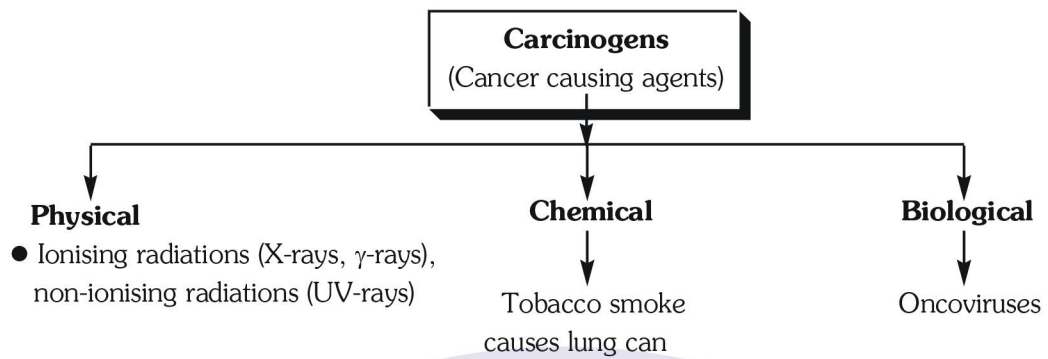 Carcinogens
(Cancer causing agents)
Physical
Chemical
Biological
● Ionising radiations (X-rays, γ-rays),
non-ionising radiations (UV-rays)
Tobacco smoke
causes lung can
Oncoviruses